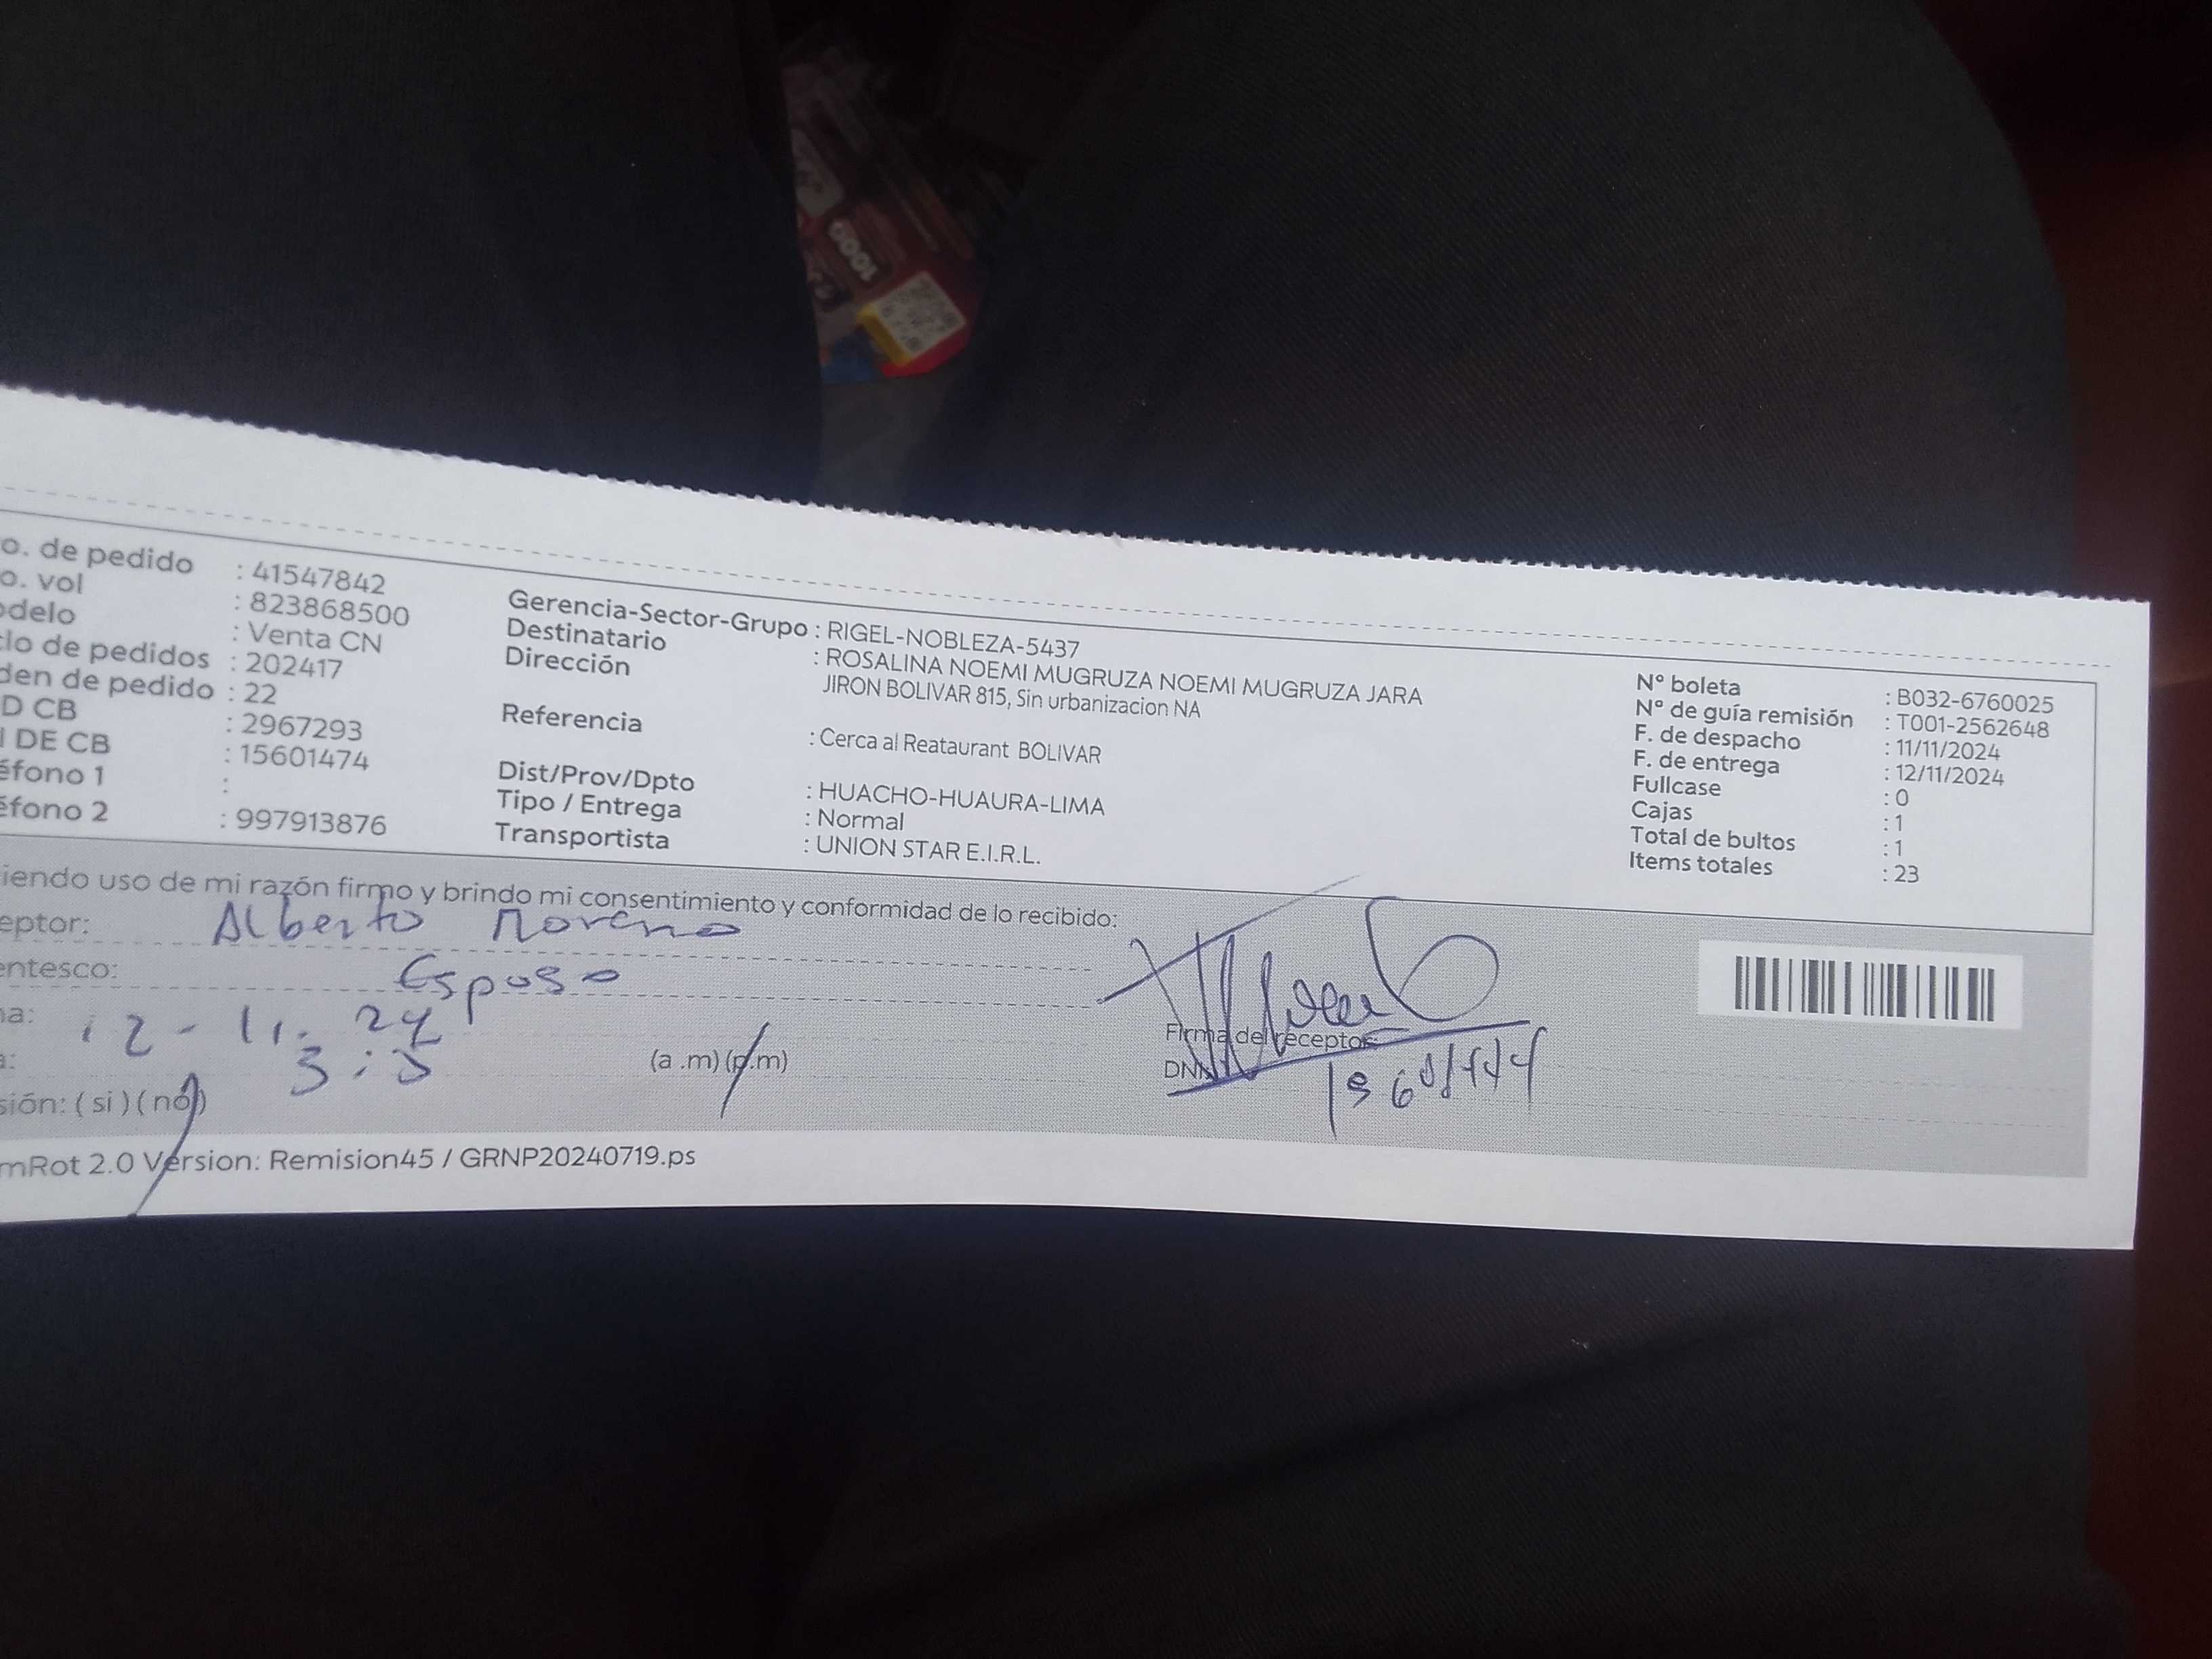 o. de pedido : 41547842
o. vol : 823868500
odelo : Venta CN
clo de pedidos : 202417
den de pedido : 22
D CB : 2967293
I DE CB : 15601474
éfono 1 :
éfono 2 : 997913876
Gerencia-Sector-Grupo : RIGEL-NOBLEZA-5437
Destinatario : ROSALINA NOEMI MUGRUZA NOEMI MUGRUZA JARA
Dirección JIRON BOLIVAR 815, Sin urbanizacion NA
Referencia : Cerca al Reataurant BOLIVAR
Dist/Prov/Dpto : HUACHO-HUAURA-LIMA
Tipo / Entrega : Normal
Transportista : UNION STAR E.I.R.L.
N° boleta : B032-6760025
N° de guía remisión : T001-2562648
F. de despacho : 11/11/2024
F. de entrega : 12/11/2024
Fullcase : 0
Cajas : 1
Total de bultos : 1
Items totales : 23
iendo uso de mi razón firmo y brindo mi consentimiento y conformidad de lo recibido:
eptor: Alberto Moreno
entesco: Esposo
na: 12-11-24
a: 3:5 (a .m) (p.m)
sión: ( si ) ( no )
Firma del receptor
DNI
mRot 2.0 Version: Remision45 / GRNP20240719.ps
1000